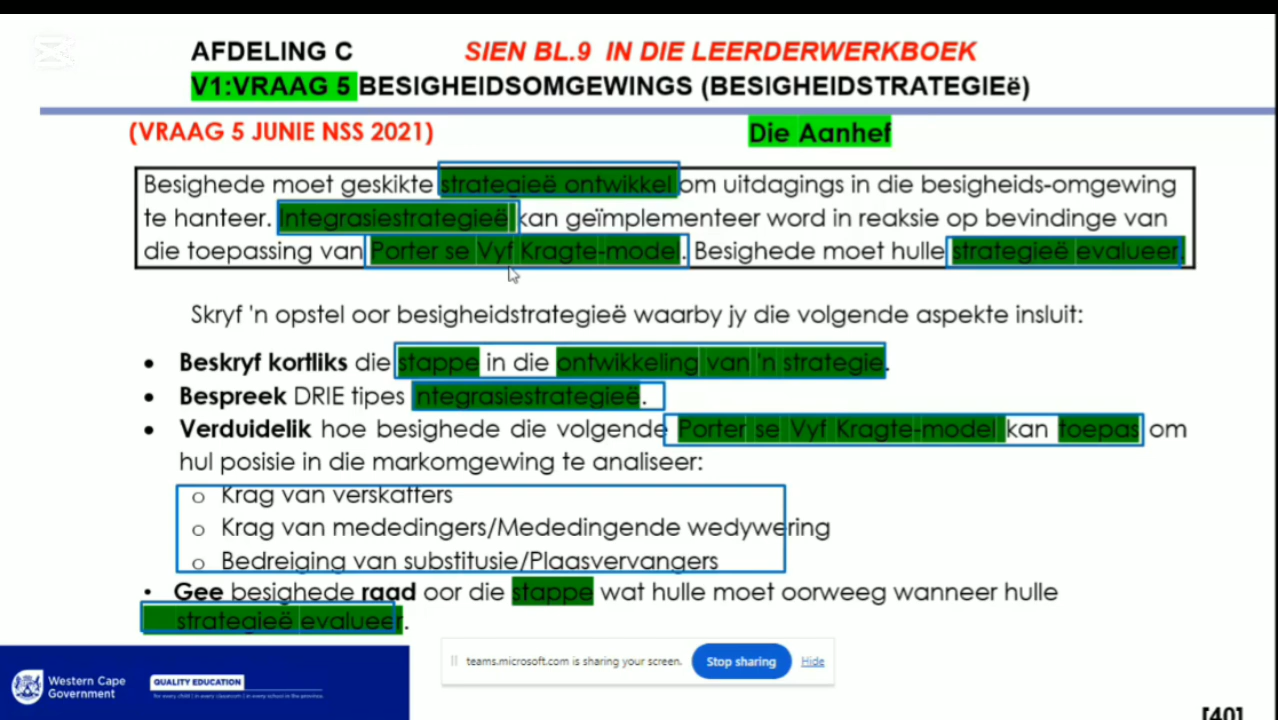 AFDELING C SIEN BL.9 IN DIE LEERDERWERKBOEK
V1:VRAAG 5 BESIGHEIDSOMGEWINGS (BESIGHEIDSTRATEGIEë)
(VRAAG 5 JUNIE NSS 2021) Die Aanhef
Besighede moet geskikte strategieë ontwikkel om uitdagings in die besigheids-omgewing
te hanteer. Integrasiestrategieë kan geïmplementeer word in reaksie op bevindinge van
die toepassing van Porter se Vyf Kragte-model. Besighede moet hulle strategieë evalueer.
Skryf 'n opstel oor besigheidstrategieë waarby jy die volgende aspekte insluit:
• Beskryf kortliks die stappe in die ontwikkeling van 'n strategie.
• Bespreek DRIE tipes ntegrasiestrategieë.
• Verduidelik hoe besighede die volgende Porter se Vyf Kragte-model kan toepas om
hul posisie in die markomgewing te analiseer:
o Krag van verskatters
o Krag van mededingers/Mededingende wedywering
o Bedreiging van substitusie/Plaasvervangers
• Gee besighede raad oor die stappe wat hulle moet oorweeg wanneer hulle
strategieë evalueer.
teams.microsoft.com is sharing your screen. Stop sharing Hide
Western Cape
Government
QUALITY EDUCATION
[40]